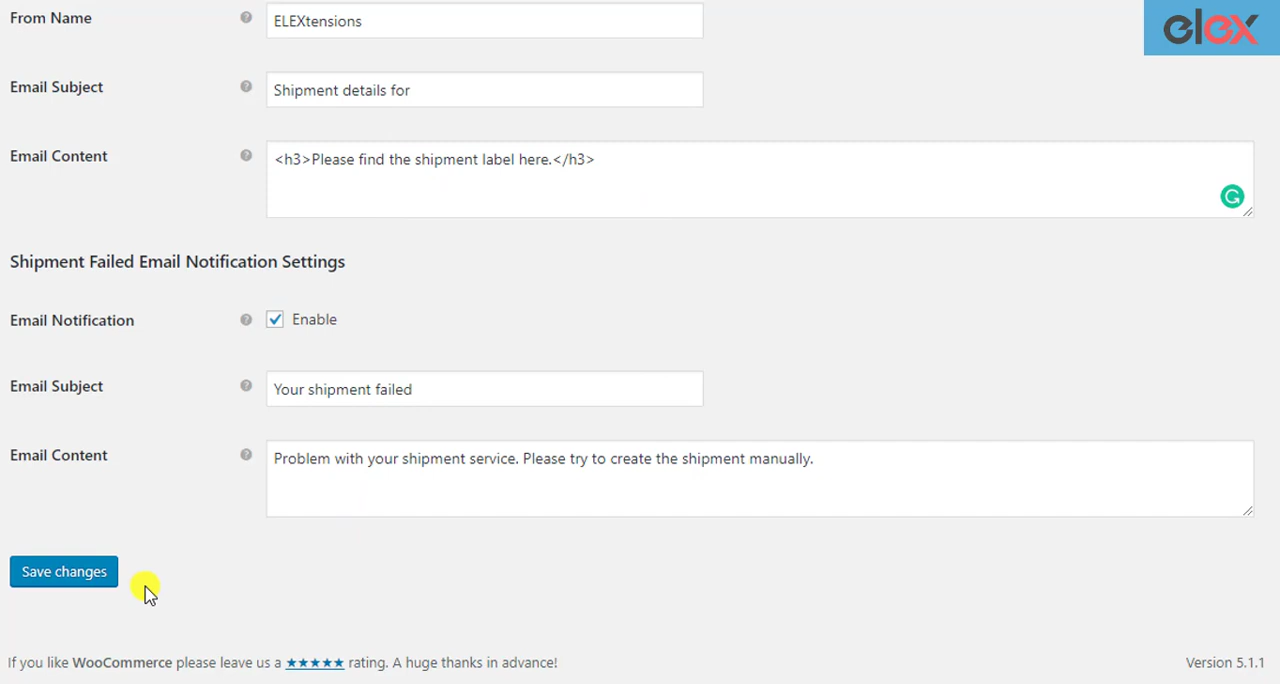 From Name
ELEXtensions
elex
Email Subject
Shipment details for
Email Content
<h3>Please find the shipment label here.</h3>
Shipment Failed Email Notification Settings
Email Notification
Enable
Email Subject
Your shipment failed
Email Content
Problem with your shipment service. Please try to create the shipment manually.
Save changes
If you like WooCommerce please leave us a ★★★★★ rating. A huge thanks in advance!
Version 5.1.1